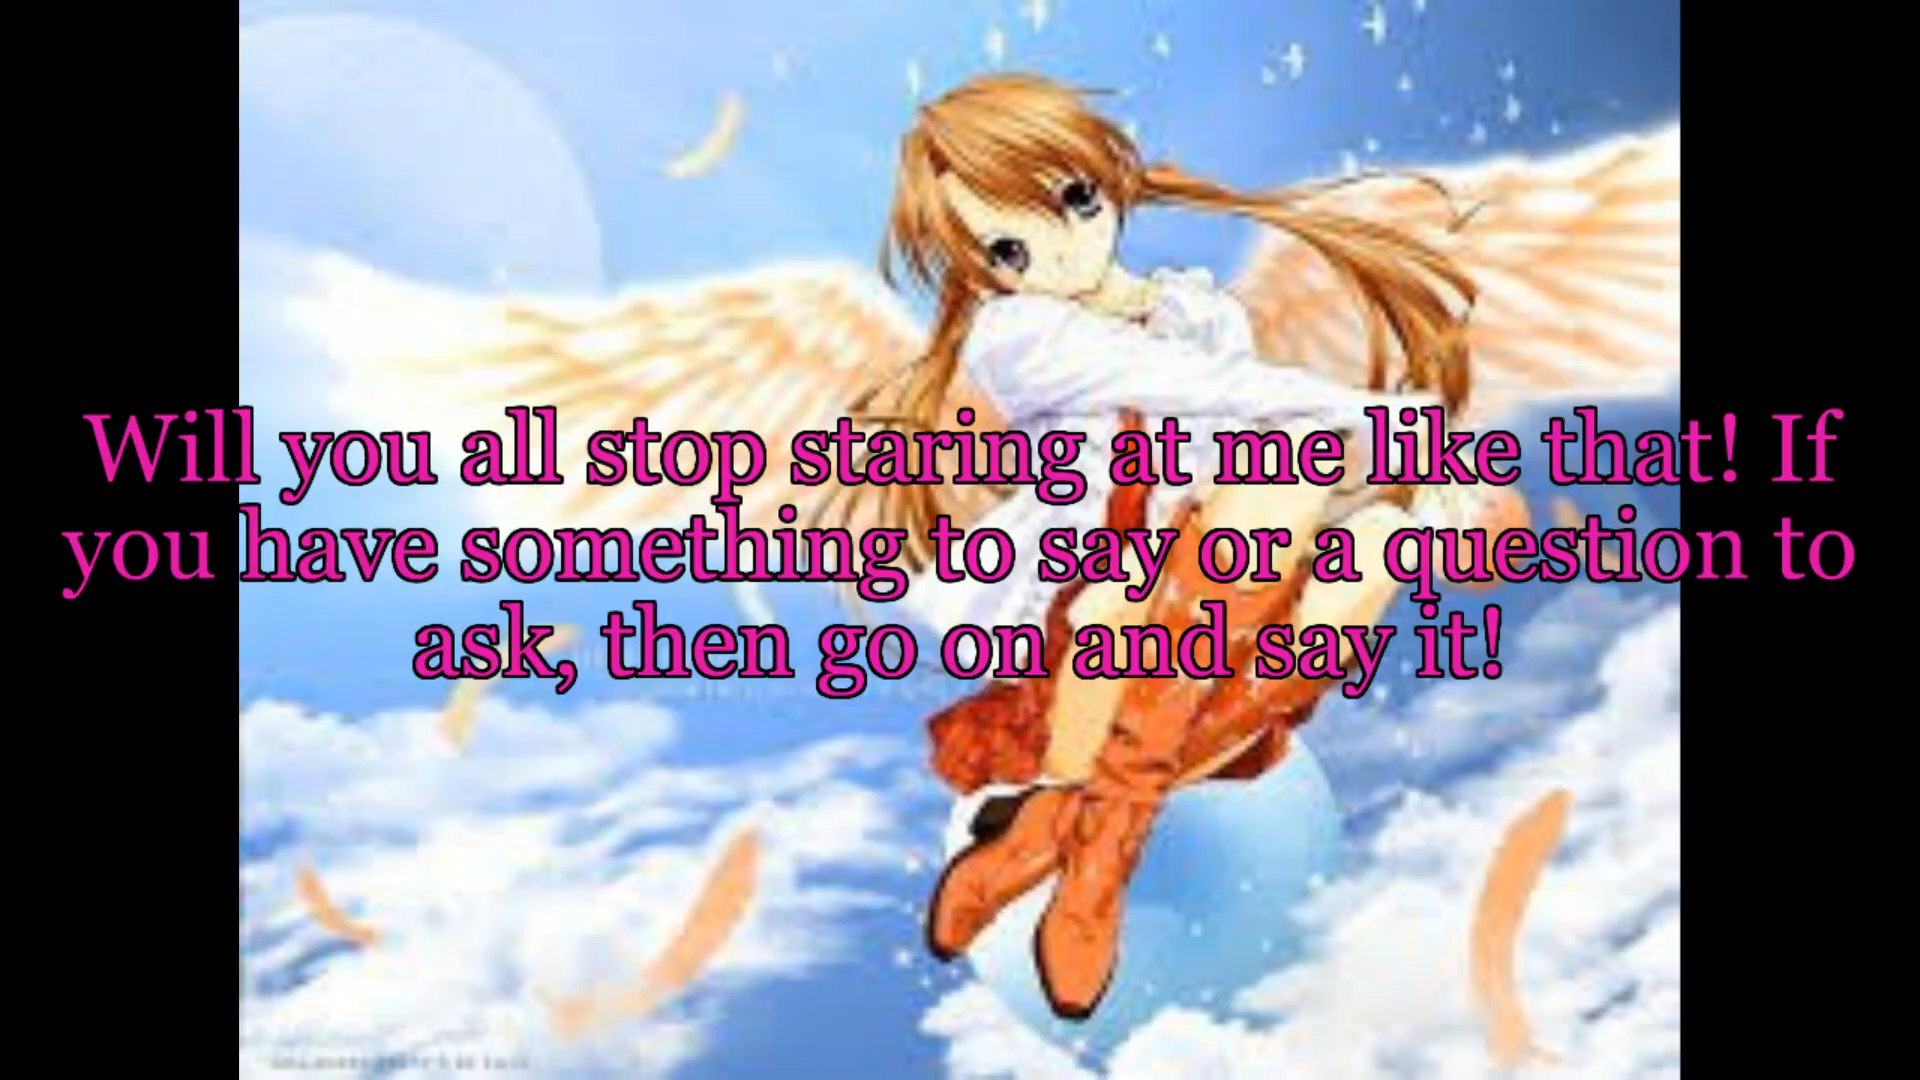 Will you all stop staring at me like that! If
you have something to say or a question to
ask, then go on and say it!